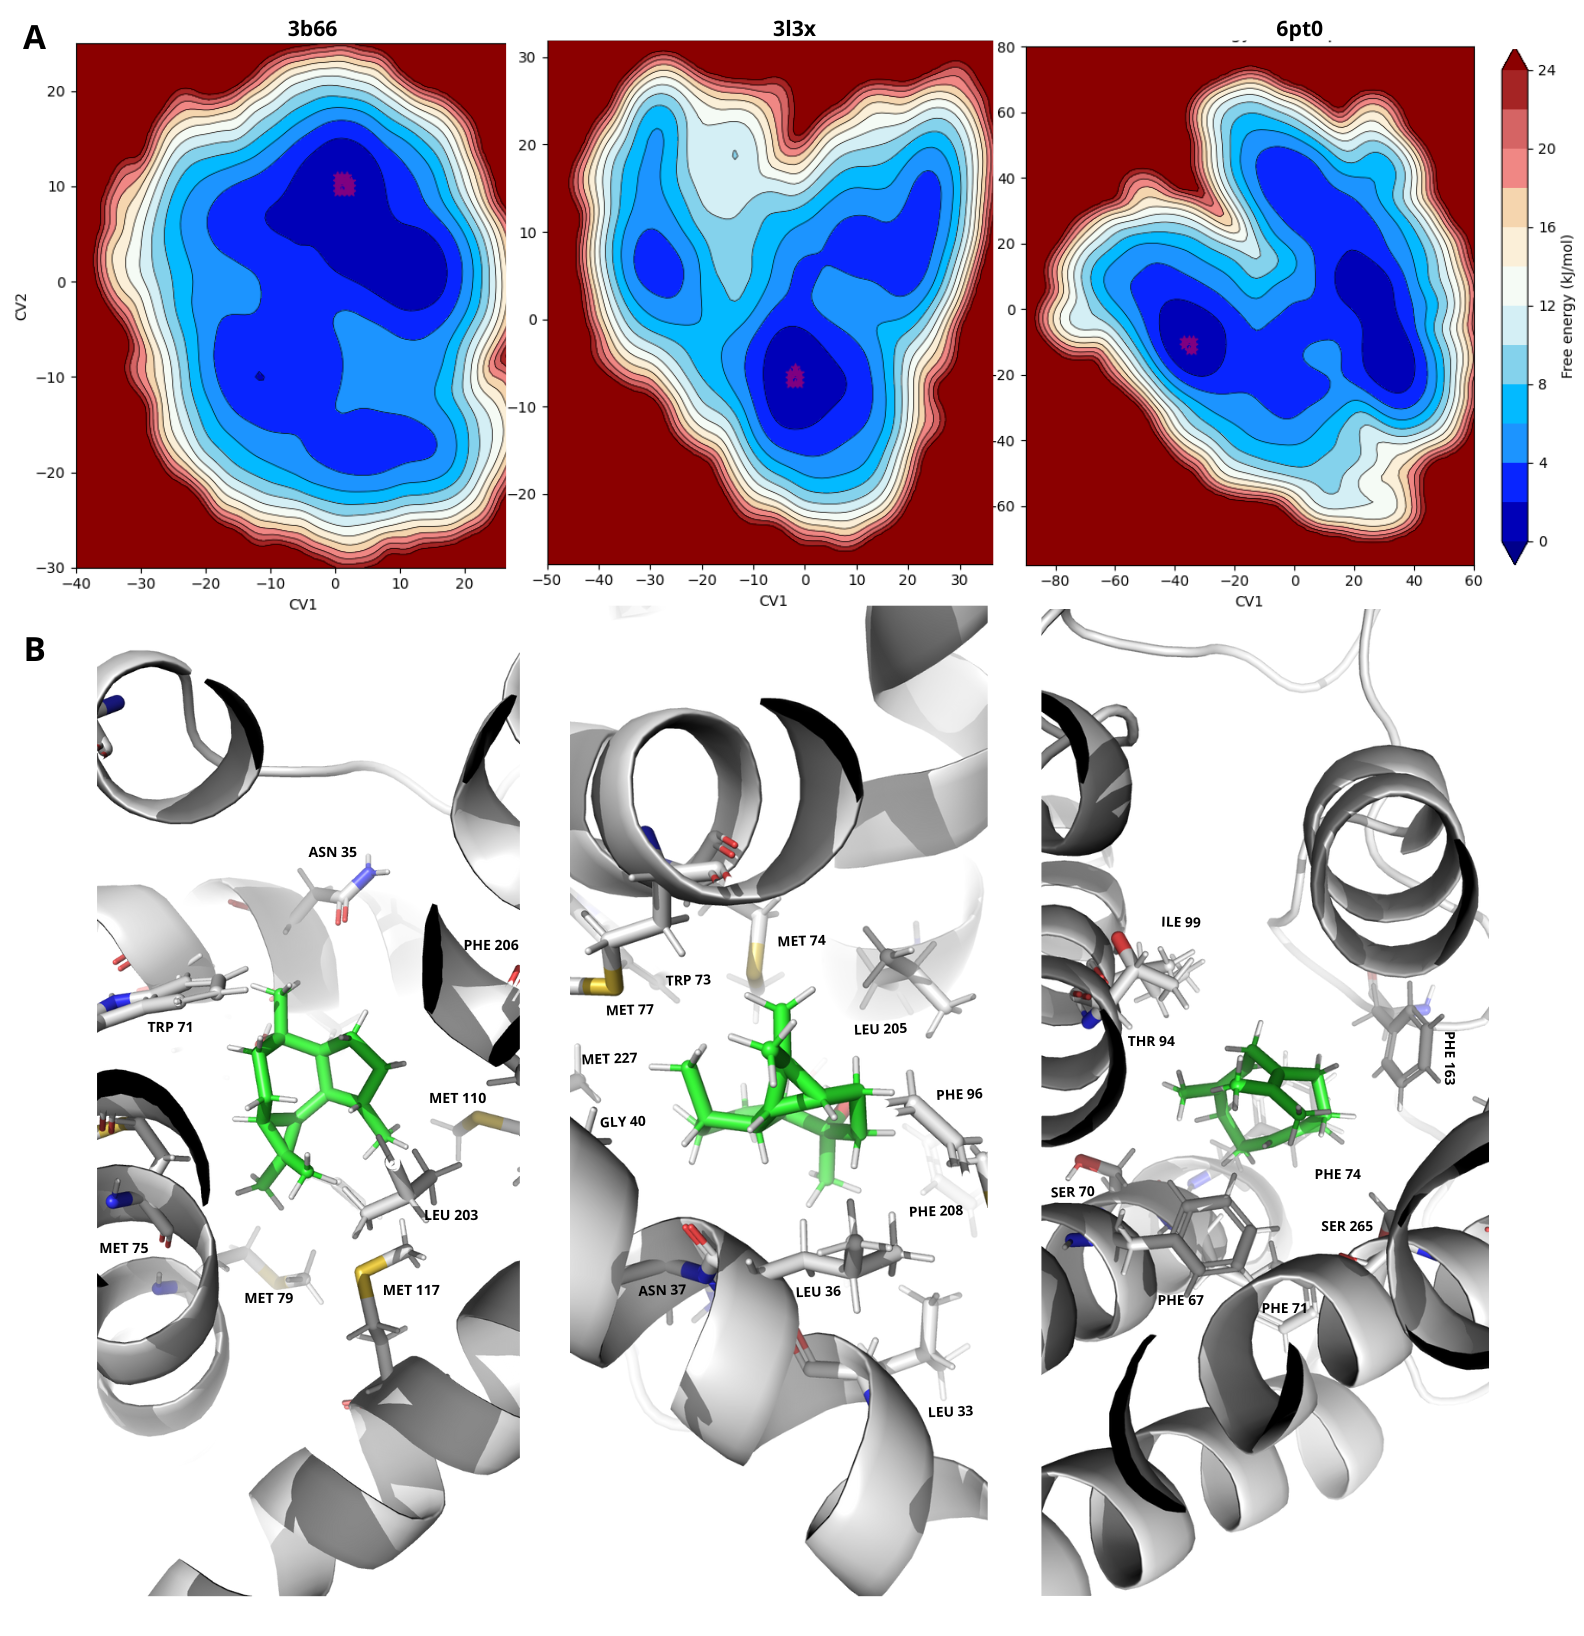 A
3b66
3l3x
6pt0
20
10
0
−10
−20
−30
CV2
−40
−30
−20
−10
0
10
20
CV1
30
20
10
0
−10
−20
−50
−40
−30
−20
−10
0
10
20
30
CV1
80
60
40
20
0
−20
−40
−60
−80
−60
−40
−20
0
20
40
60
CV1
24
20
16
12
8
4
0
Free energy (kJ/mol)
B
ASN 35
PHE 206
TRP 71
MET 110
LEU 203
MET 75
MET 79
MET 117
MET 74
TRP 73
MET 77
LEU 205
MET 227
PHE 96
GLY 40
PHE 208
ASN 37
LEU 36
LEU 33
ILE 99
THR 94
PHE 163
PHE 74
SER 70
SER 265
PHE 67
PHE 71